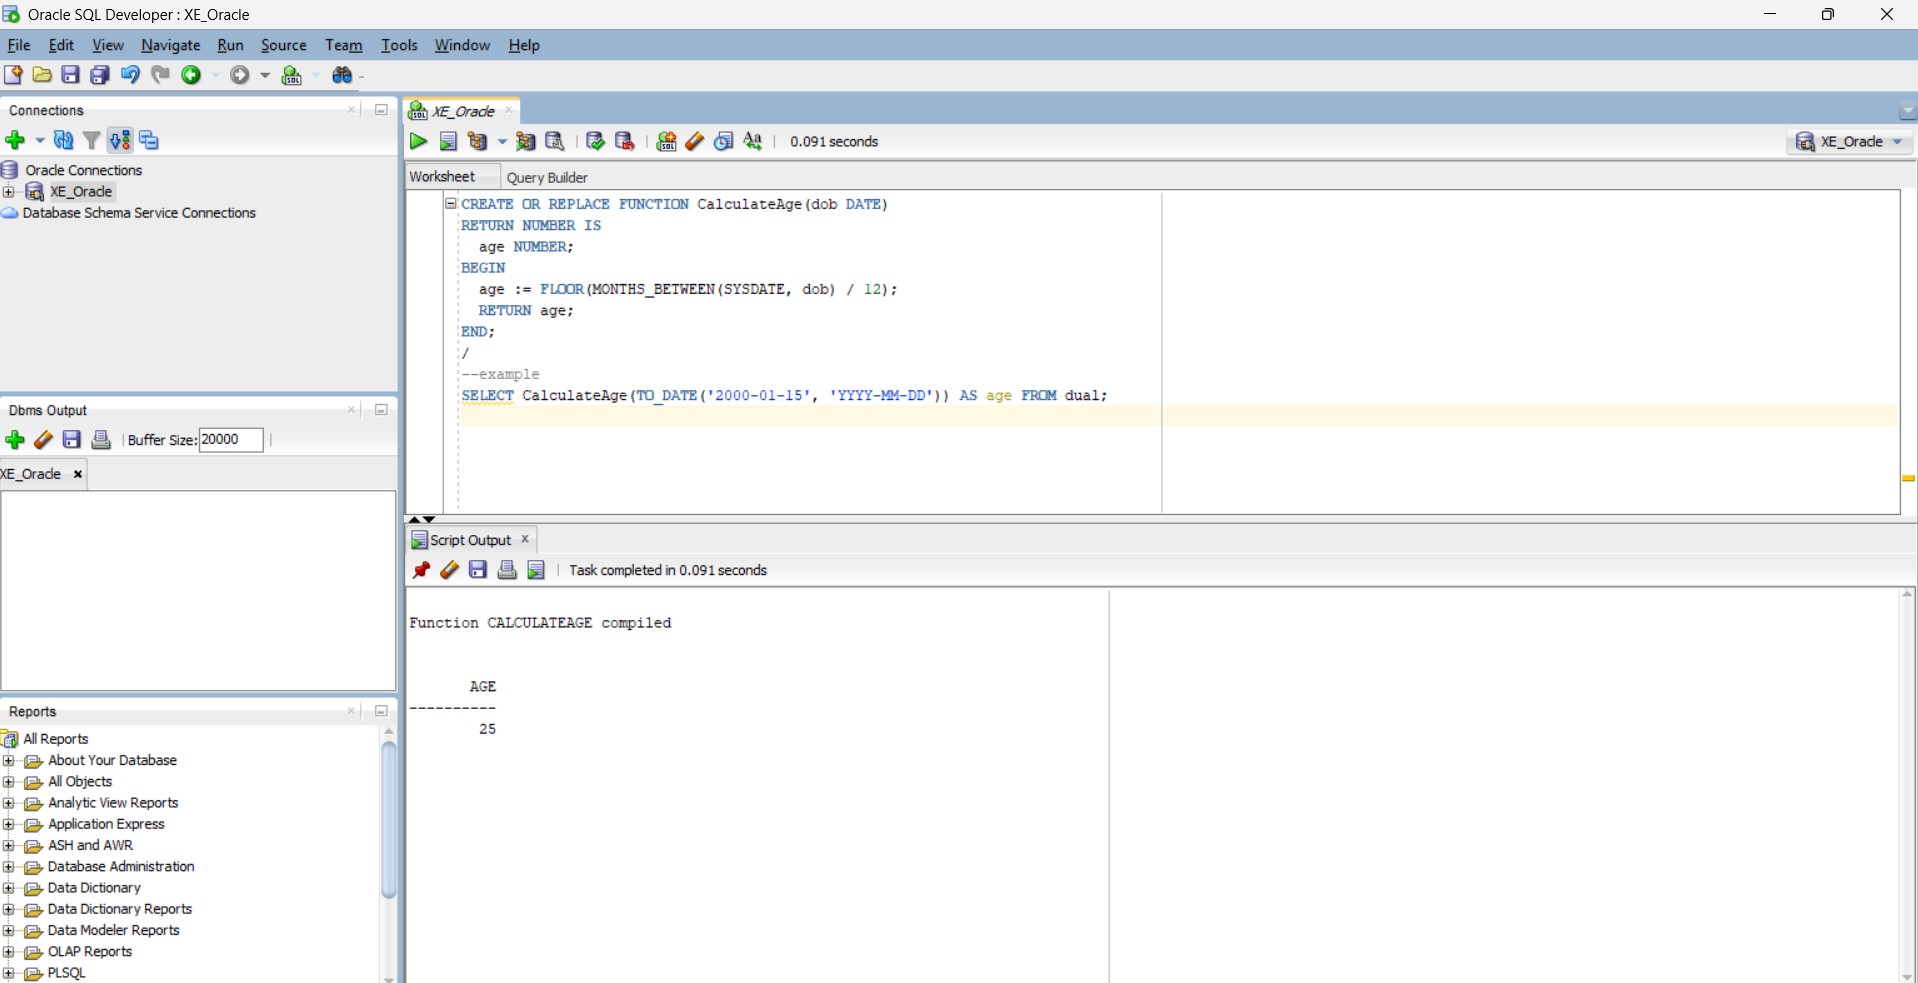 Oracle SQL Developer : XE_Oracle
File Edit View Navigate Run Source Team Tools Window Help
Connections
Oracle Connections
XE_Oracle
Database Schema Service Connections
Dbms Output
Buffer Size: 20000
XE_Oracle
Reports
All Reports
About Your Database
All Objects
Analytic View Reports
Application Express
ASH and AWR
Database Administration
Data Dictionary
Data Dictionary Reports
Data Modeler Reports
OLAP Reports
PLSQL
XE_Oracle
0.091 seconds
XE_Oracle
Worksheet Query Builder
CREATE OR REPLACE FUNCTION CalculateAge(dob DATE)
RETURN NUMBER IS
age NUMBER;
BEGIN
age := FLOOR(MONTHS_BETWEEN(SYSDATE, dob) / 12);
RETURN age;
END;
/
--example
SELECT CalculateAge(TO_DATE('2000-01-15', 'YYYY-MM-DD')) AS age FROM dual;
Script Output
Task completed in 0.091 seconds
Function CALCULATEAGE compiled
AGE
----------
25